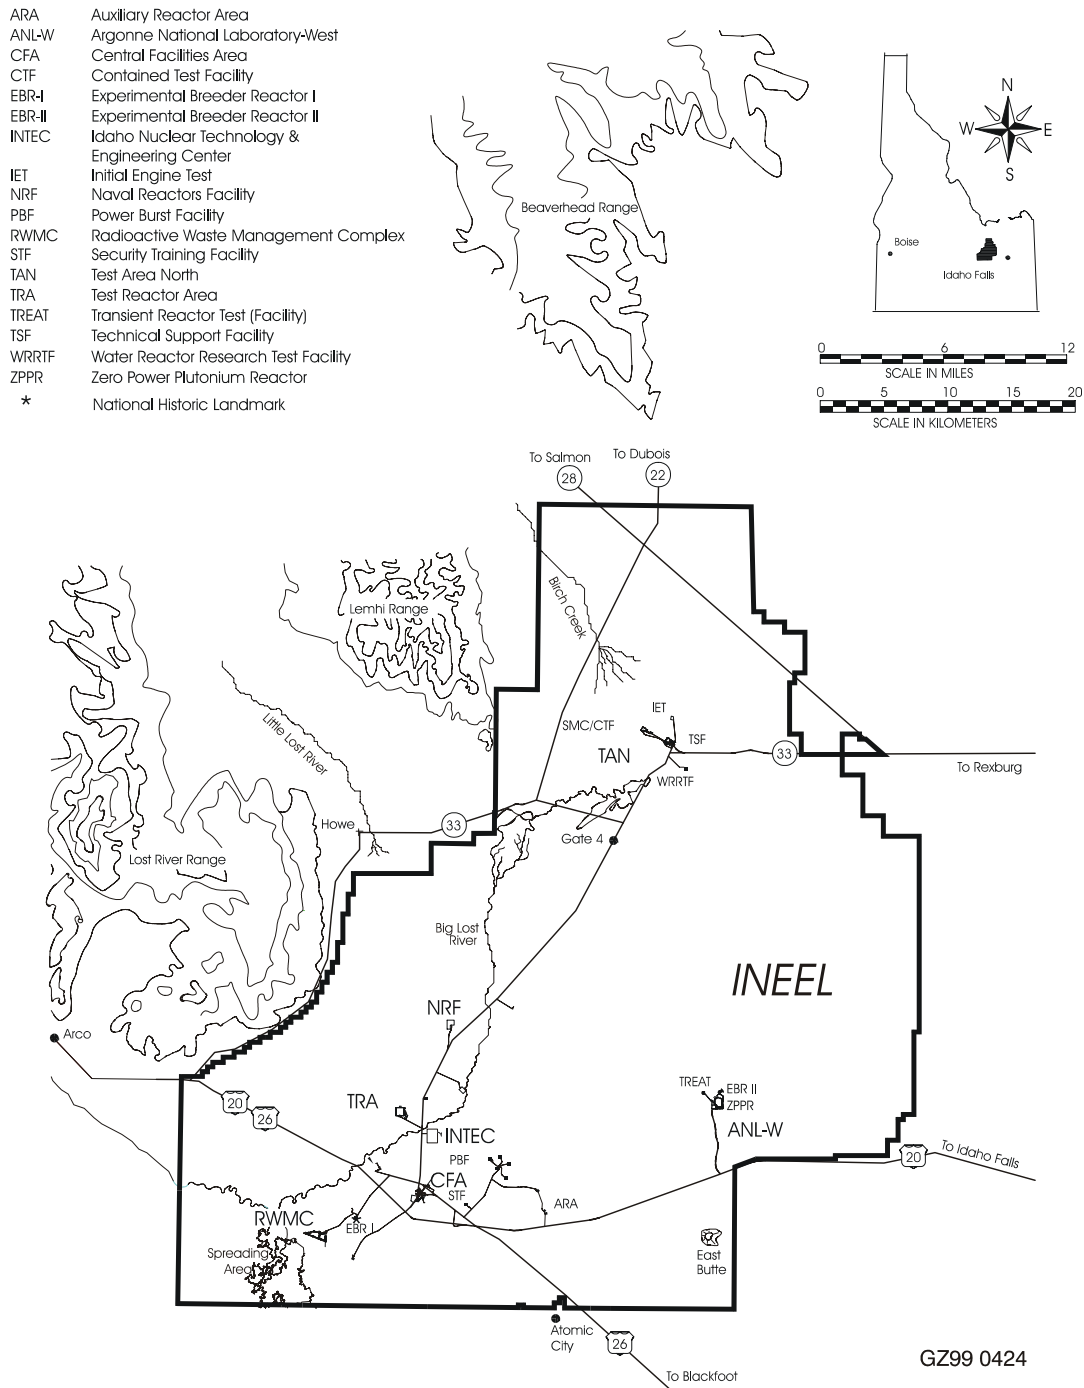 ARA Auxiliary Reactor Area
ANL-W Argonne National Laboratory-West
CFA Central Facilities Area
CTF Contained Test Facility
EBR-I Experimental Breeder Reactor I
EBR-II Experimental Breeder Reactor II
INTEC Idaho Nuclear Technology &
Engineering Center
IET Initial Engine Test
NRF Naval Reactors Facility
PBF Power Burst Facility
RWMC Radioactive Waste Management Complex
STF Security Training Facility
TAN Test Area North
TRA Test Reactor Area
TREAT Transient Reactor Test (Facility)
TSF Technical Support Facility
WRRTF Water Reactor Research Test Facility
ZPPR Zero Power Plutonium Reactor
* National Historic Landmark
Beaverhead Range
N
W E
S
Boise
Idaho Falls
0 6 12
SCALE IN MILES
0 5 10 15 20
SCALE IN KILOMETERS
To Salmon
28
To Dubois
22
Birch Creek
Lemhi Range
Little Lost River
SMC/CTF
IET
TSF
TAN
WRRTF
33
To Rexburg
Howe
33
Gate 4
Lost River Range
Big Lost
River
INEEL
NRF
Arco
TREAT
EBR II
ZPPR
ANL-W
20
26
TRA
INTEC
PBF
CFA
STF
ARA
20
To Idaho Falls
RWMC
EBR I
*
Spreading
Area
East
Butte
Atomic
City
26
To Blackfoot
GZ99 0424